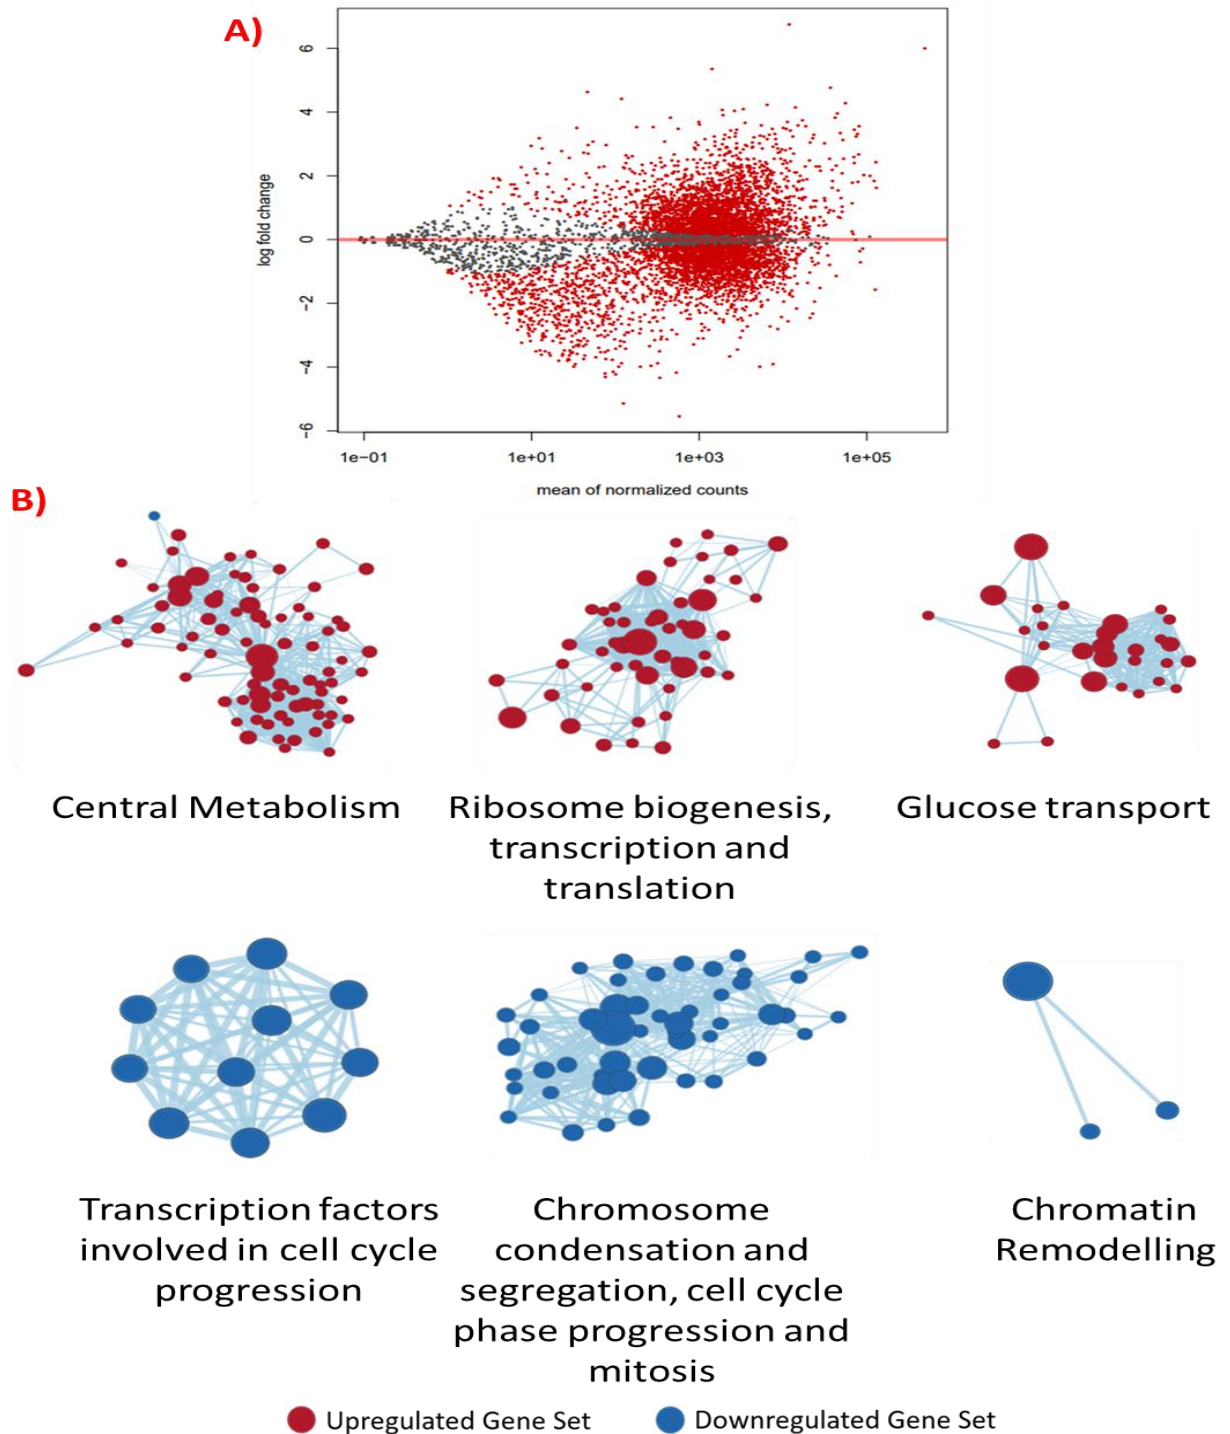 A)
6
4
2
0
−2
−4
−6
log fold change
1e−01
1e+01
1e+03
1e+05
mean of normalized counts
B)
Central Metabolism
Ribosome biogenesis,
transcription and
translation
Glucose transport
Transcription factors
involved in cell cycle
progression
Chromosome
condensation and
segregation, cell cycle
phase progression and
mitosis
Chromatin
Remodelling
Upregulated Gene Set
Downregulated Gene Set